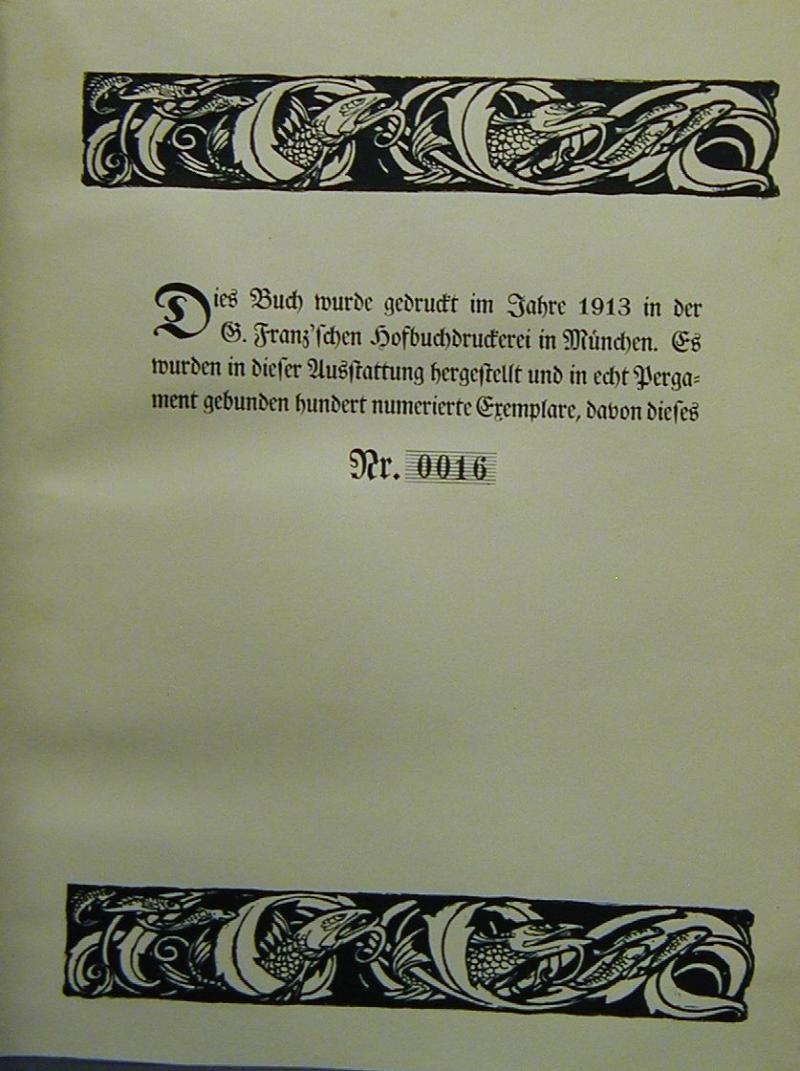 Dies Buch wurde gedruckt im Jahre 1913 in der
G. Franz'schen Hofbuchdruckerei in München. Es
wurden in dieser Ausstattung hergestellt und in echt Perga=
ment gebunden hundert numerierte Exemplare, davon dieses
Nr. 0016